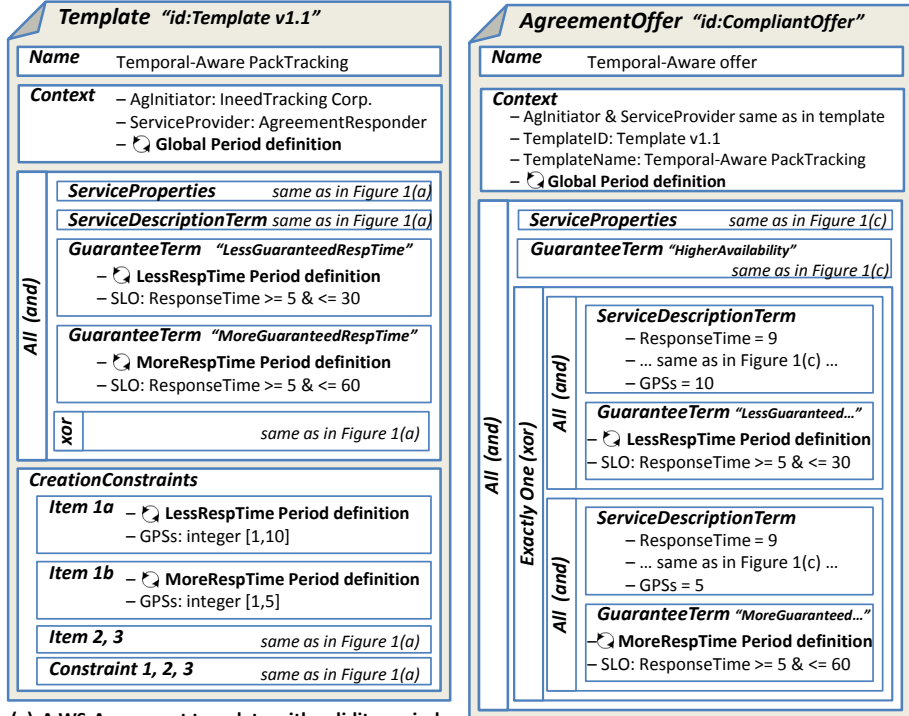 Template “id:Template v1.1”
Name Temporal-Aware PackTracking
Context – AgInitiator: IneedTracking Corp.
– ServiceProvider: AgreementResponder
– Global Period definition
All (and)
ServiceProperties same as in Figure 1(a)
ServiceDescriptionTerm same as in Figure 1(a)
GuaranteeTerm “LessGuaranteedRespTime”
– LessRespTime Period definition
– SLO: ResponseTime >= 5 & <= 30
GuaranteeTerm “MoreGuaranteedRespTime”
– MoreRespTime Period definition
– SLO: ResponseTime >= 5 & <= 60
xor same as in Figure 1(a)
CreationConstraints
Item 1a – LessRespTime Period definition
– GPSs: integer [1,10]
Item 1b – MoreRespTime Period definition
– GPSs: integer [1,5]
Item 2, 3 same as in Figure 1(a)
Constraint 1, 2, 3 same as in Figure 1(a)
AgreementOffer “id:CompliantOffer”
Name Temporal-Aware offer
Context
– AgInitiator & ServiceProvider same as in template
– TemplateID: Template v1.1
– TemplateName: Temporal-Aware PackTracking
– Global Period definition
All (and)
ServiceProperties same as in Figure 1(c)
GuaranteeTerm “HigherAvailability”
same as in Figure 1(c)
Exactly One (xor)
All (and)
ServiceDescriptionTerm
– ResponseTime = 9
– ... same as in Figure 1(c) ...
– GPSs = 10
GuaranteeTerm “LessGuaranteed...”
– LessRespTime Period definition
– SLO: ResponseTime >= 5 & <= 30
All (and)
ServiceDescriptionTerm
– ResponseTime = 9
– ... same as in Figure 1(c) ...
– GPSs = 5
GuaranteeTerm “MoreGuaranteed...”
– MoreRespTime Period definition
– SLO: ResponseTime >= 5 & <= 60